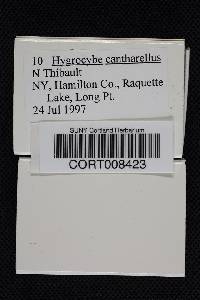 10 Hygrocybe cantharellus
N Thibault
NY, Hamilton Co., Raquette
Lake, Long Pt.
24 Jul 1997
SUNY Cortland Herbarium
CORT008423